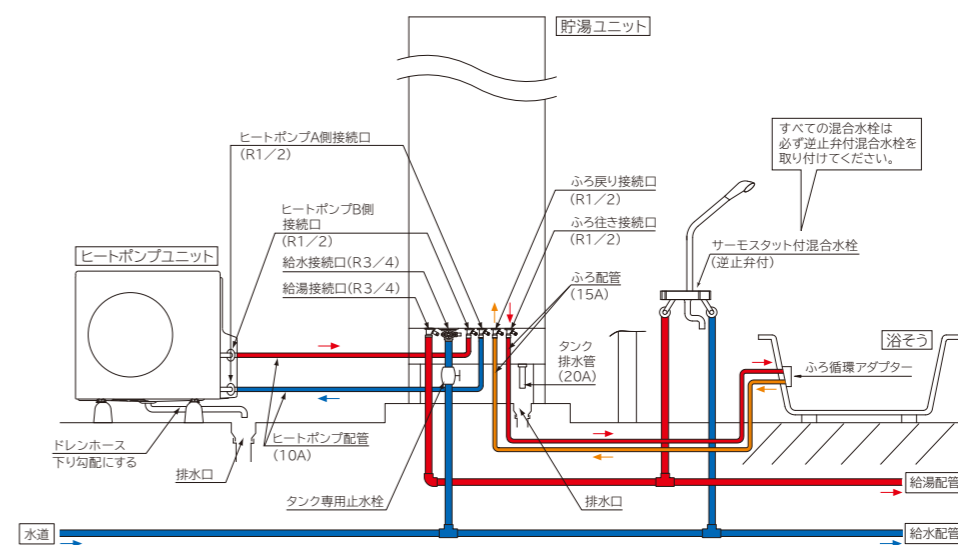 貯湯ユニット
すべての混合水栓は
必ず逆止弁付混合水栓を
取り付けてください。
ヒートポンプA側接続口
(R1/2)
ヒートポンプB側
接続口
(R1/2)
給水接続口(R3/4)
給湯接続口(R3/4)
ふろ戻り接続口
(R1/2)
ふろ往き接続口
(R1/2)
ふろ配管
(15A)
サーモスタット付混合水栓
(逆止弁付)
ヒートポンプユニット
浴そう
タンク
排水管
(20A)
ふろ循環アダプター
ドレンホース
下り勾配にする
排水口
ヒートポンプ配管
(10A)
タンク専用止水栓
排水口
給湯配管
水道
給水配管